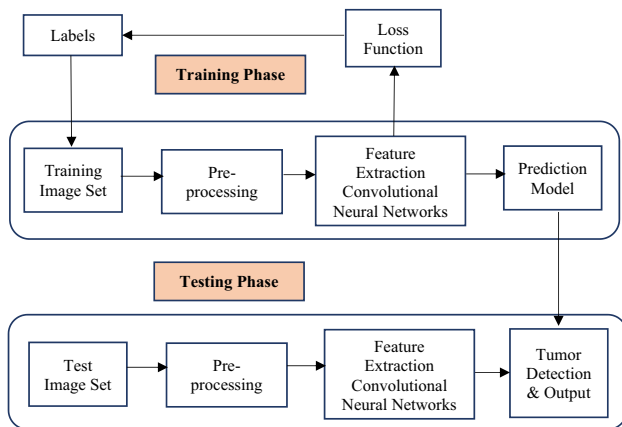 Labels
Loss
Function
Training Phase
Training
Image Set
Pre-
processing
Feature
Extraction
Convolutional
Neural Networks
Prediction
Model
Testing Phase
Test
Image Set
Pre-
processing
Feature
Extraction
Convolutional
Neural Networks
Tumor
Detection
& Output